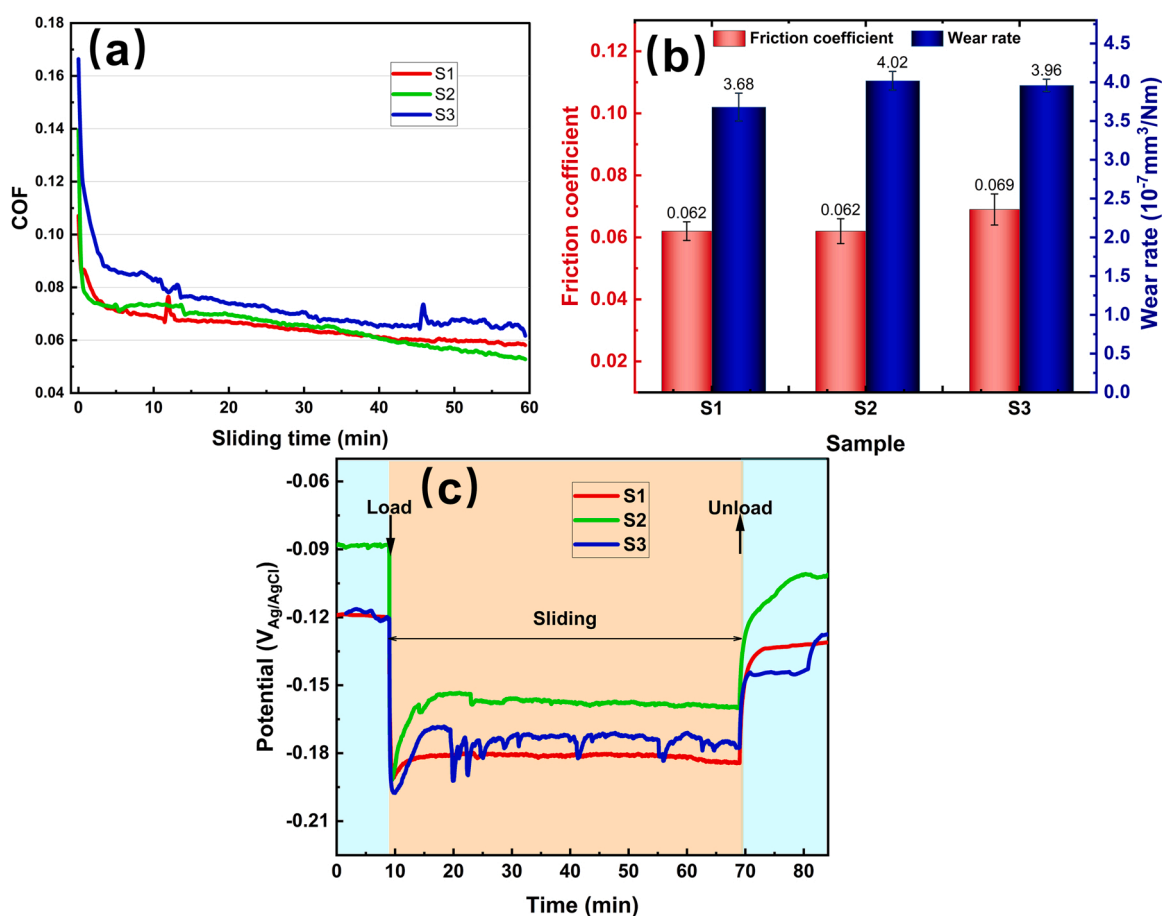 (a)
S1
S2
S3
COF
0.18
0.16
0.14
0.12
0.10
0.08
0.06
0.04
0
10
20
30
40
50
60
Sliding time (min)
(b)
Friction coefficient
Wear rate
Friction coefficient
0.12
0.10
0.08
0.06
0.04
0.02
0.062
3.68
0.062
4.02
0.069
3.96
4.5
4.0
3.5
3.0
2.5
2.0
1.5
1.0
0.5
0.0
Wear rate (10⁻⁷mm³/Nm)
S1
S2
S3
Sample
(c)
Load
S1
S2
S3
Unload
Sliding
Potential (V_Ag/AgCl)
-0.06
-0.09
-0.12
-0.15
-0.18
-0.21
0
10
20
30
40
50
60
70
80
Time (min)